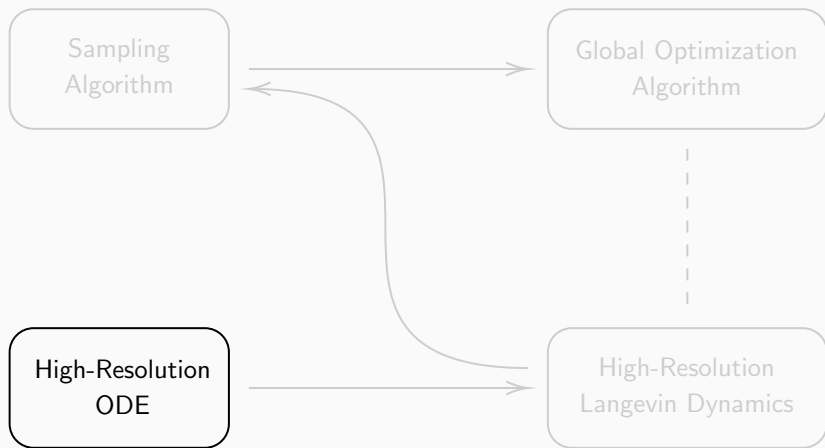 Sampling
Algorithm
Global Optimization
Algorithm
High-Resolution
ODE
High-Resolution
Langevin Dynamics